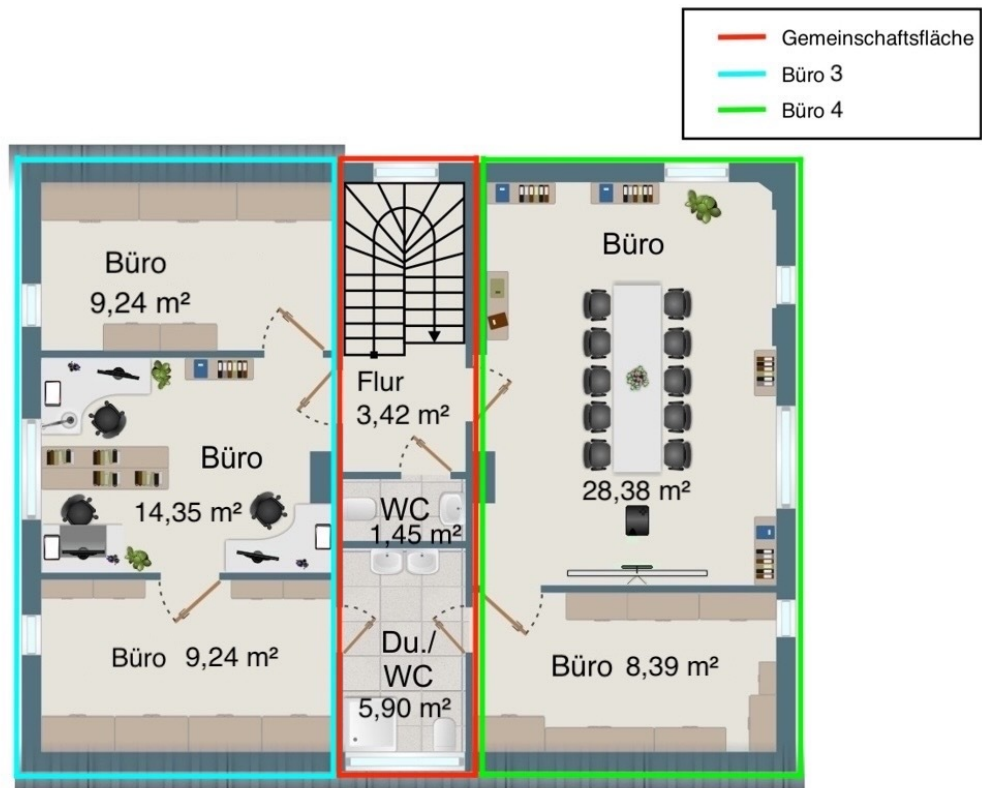 Gemeinschaftsfläche
Büro 3
Büro 4
Büro
9,24 m²
Büro
14,35 m²
Büro 9,24 m²
Flur
3,42 m²
WC
1,45 m²
Du./
WC
5,90 m²
Büro
28,38 m²
Büro 8,39 m²